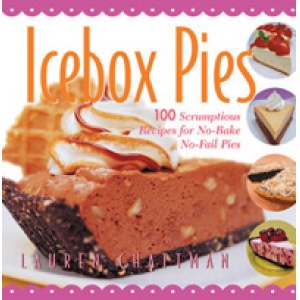 Icebox Pies
100 Scrumptious
Recipes for No-Bake
No-Fail Pies
LAUREN CHATTMAN